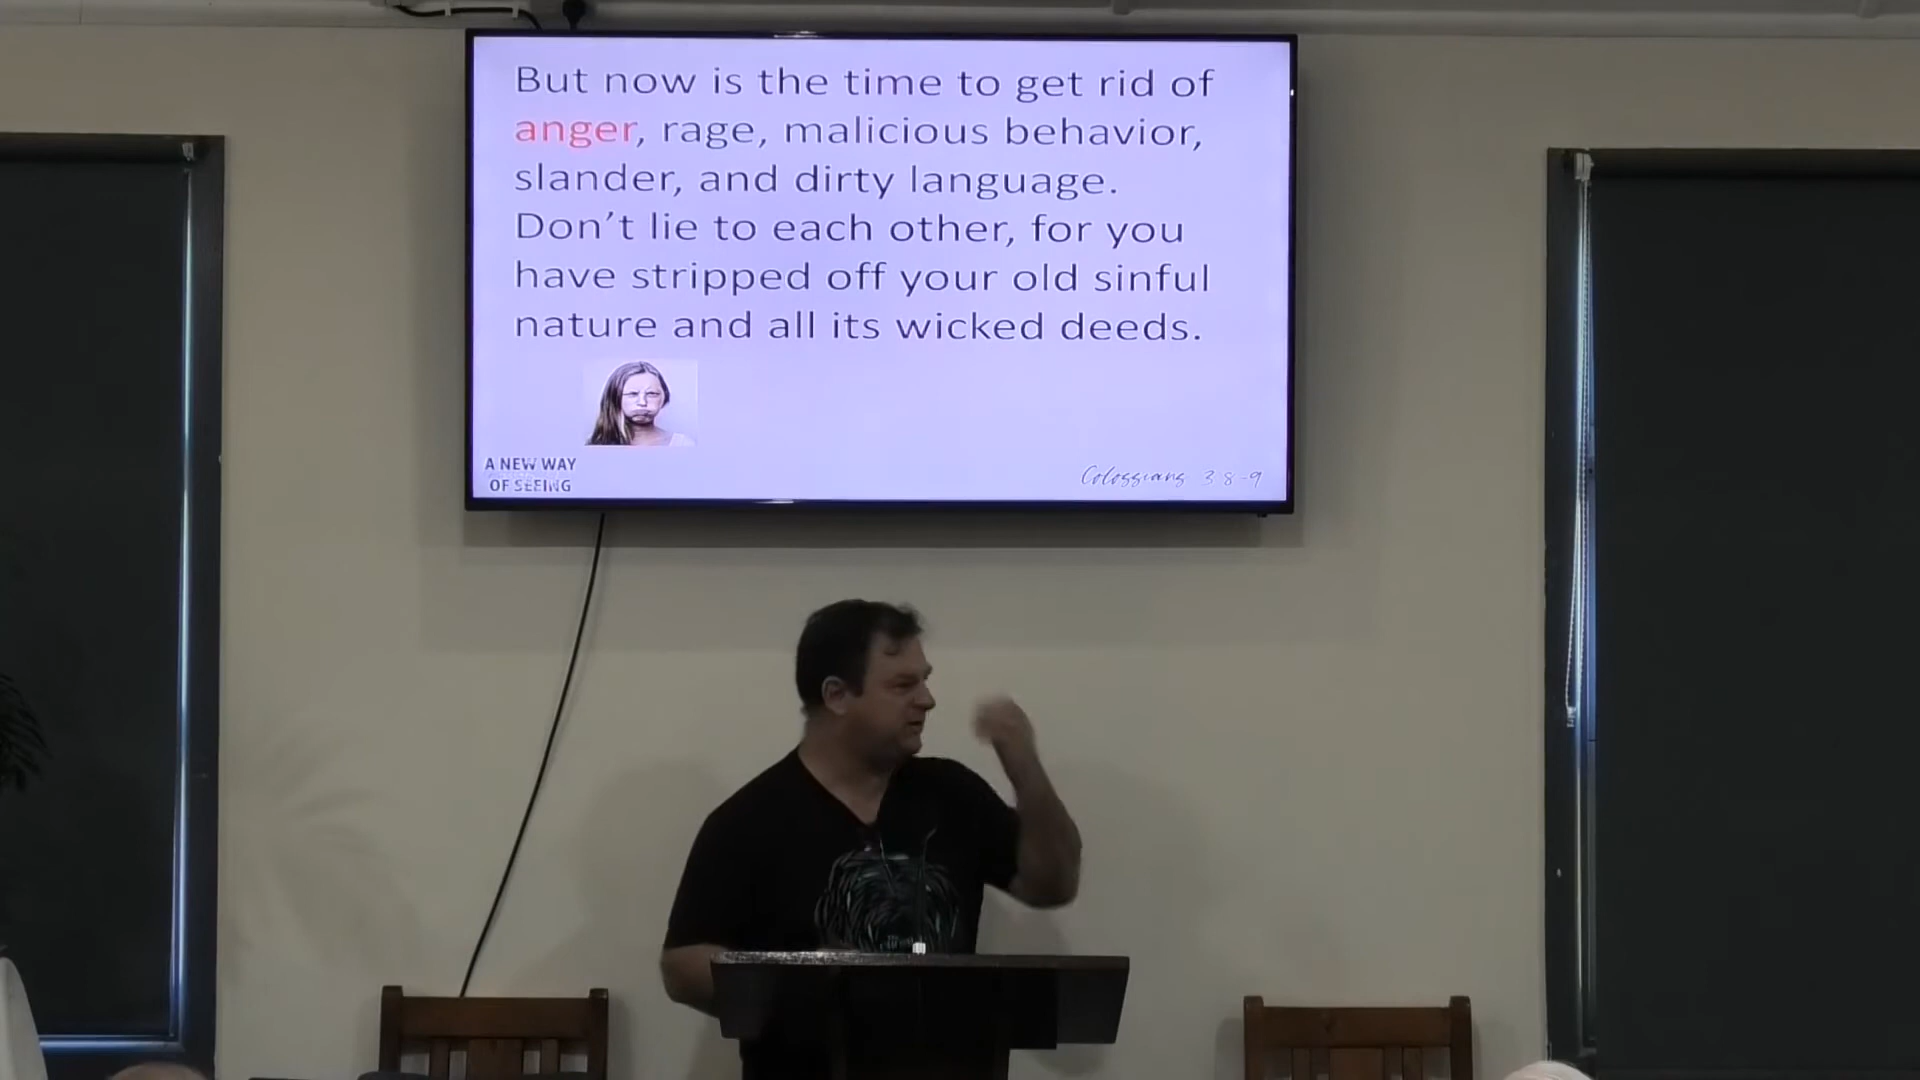 But now is the time to get rid of
anger, rage, malicious behavior,
slander, and dirty language.
Don't lie to each other, for you
have stripped off your old sinful
nature and all its wicked deeds.
A NEW WAY
OF SEEING
Colossians 3 8-9